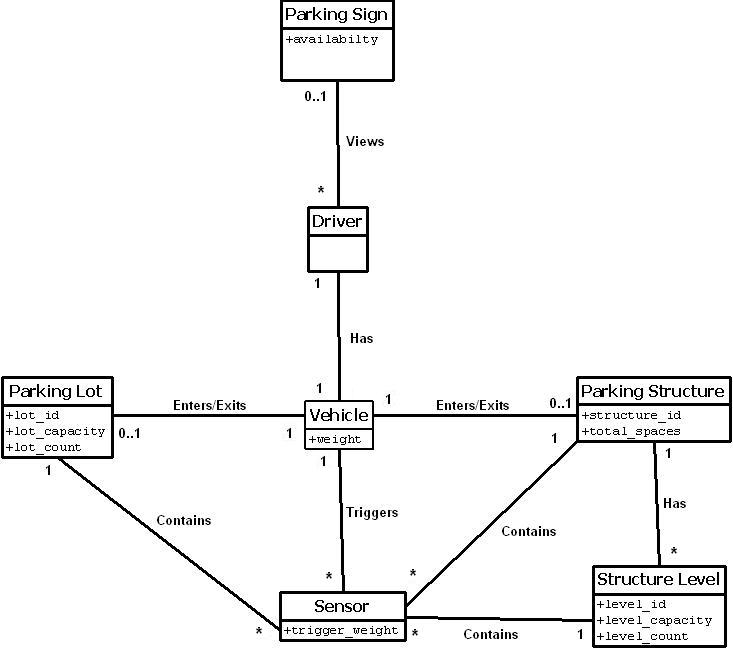 Parking Sign
+availabilty
0..1
Views
*
Driver
1
Has
1
Parking Lot
+lot_id
+lot_capacity
+lot_count
Enters/Exits
0..1
1
Vehicle
+weight
1
Enters/Exits
0..1
Parking Structure
+structure_id
+total_spaces
1
1
1
1
Triggers
Contains
Contains
Has
*
*
*
Sensor
+trigger_weight
*
*
Contains
1
Structure Level
+level_id
+level_capacity
+level_count